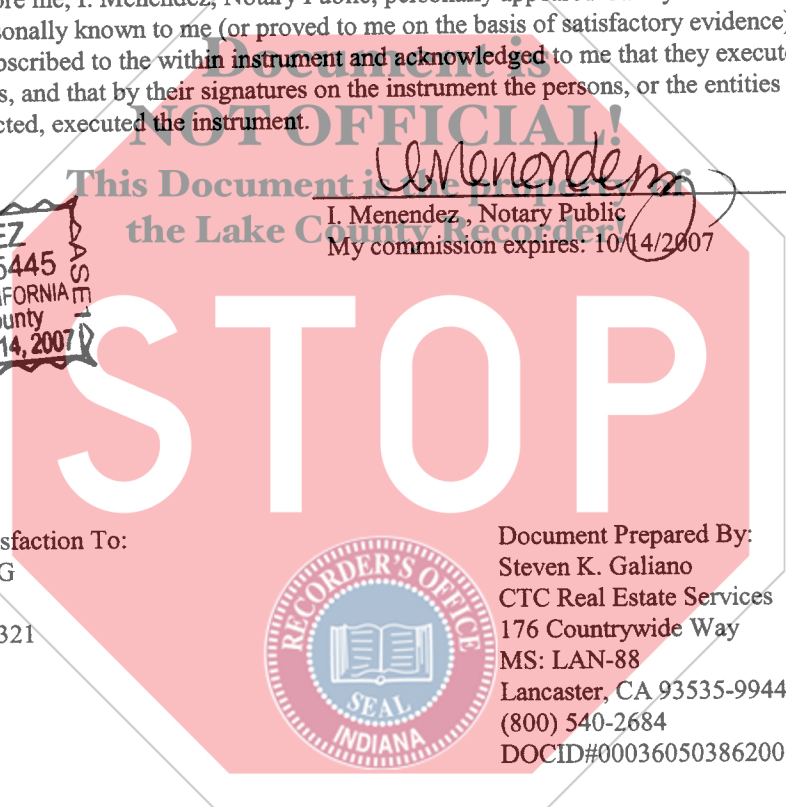 ore me, I. Menendez, Notary Public, personally appeared
sonally known to me (or proved to me on the basis of satisfactory evidence)
bscribed to the within instrument and acknowledged to me that they execute
s, and that by their signatures on the instrument the persons, or the entities
cted, executed the instrument.
Document is
NOT OFFICIAL!
This Document is the property of
the Lake County Recorder!
I. Menendez , Notary Public
My commission expires: 10/14/2007
EZ
5445
IFORNIA
unty
14, 2007
STOP
sfaction To:
G
321
RECORDER'S OFFICE
SEAL
INDIANA
Document Prepared By:
Steven K. Galiano
CTC Real Estate Services
176 Countrywide Way
MS: LAN-88
Lancaster, CA 93535-9944
(800) 540-2684
DOCID#00036050386200